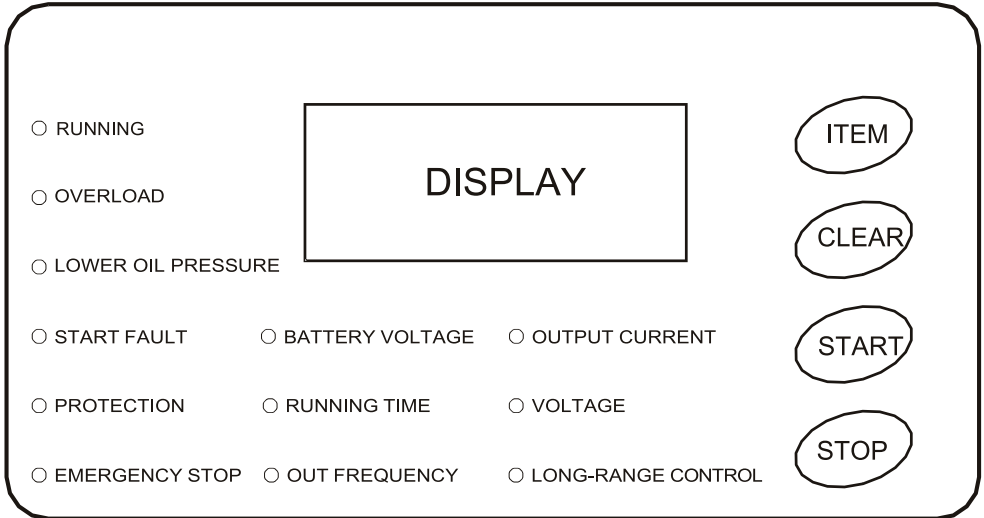 RUNNING
OVERLOAD
LOWER OIL PRESSURE
DISPLAY
START FAULT
BATTERY VOLTAGE
OUTPUT CURRENT
PROTECTION
RUNNING TIME
VOLTAGE
EMERGENCY STOP
OUT FREQUENCY
LONG-RANGE CONTROL
ITEM
CLEAR
START
STOP